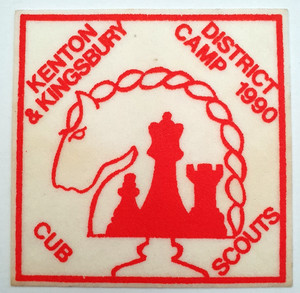 KENTON
& KINGSBURY
DISTRICT
CAMP 1990
CUB
SCOUTS